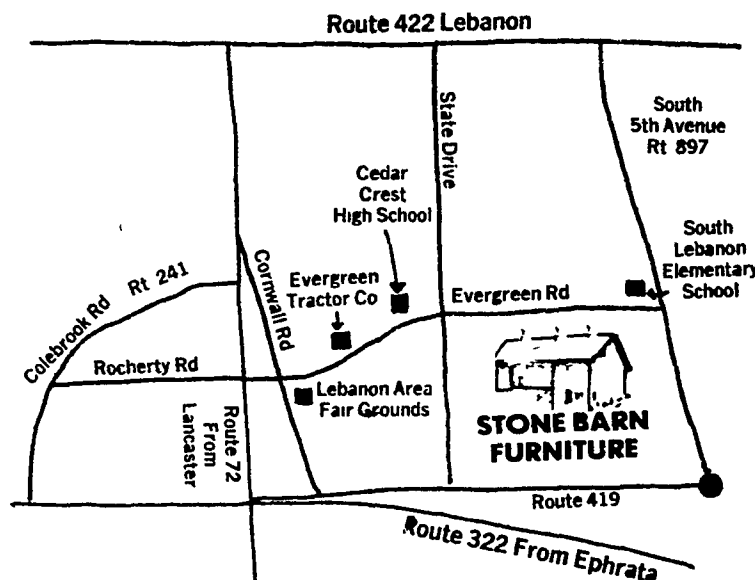 Route 422 Lebanon
State Drive
South
5th Avenue
Rt 897
Cedar
Crest
High School
South
Lebanon
Elementary
School
Evergreen
Tractor Co
Cornwall Rd
Evergreen Rd
Colebrook Rd Rt 241
Rocherty Rd
Lebanon Area
Fair Grounds
Route 72
From
Lancaster
STONE BARN
FURNITURE
Route 419
Route 322 From Ephrata